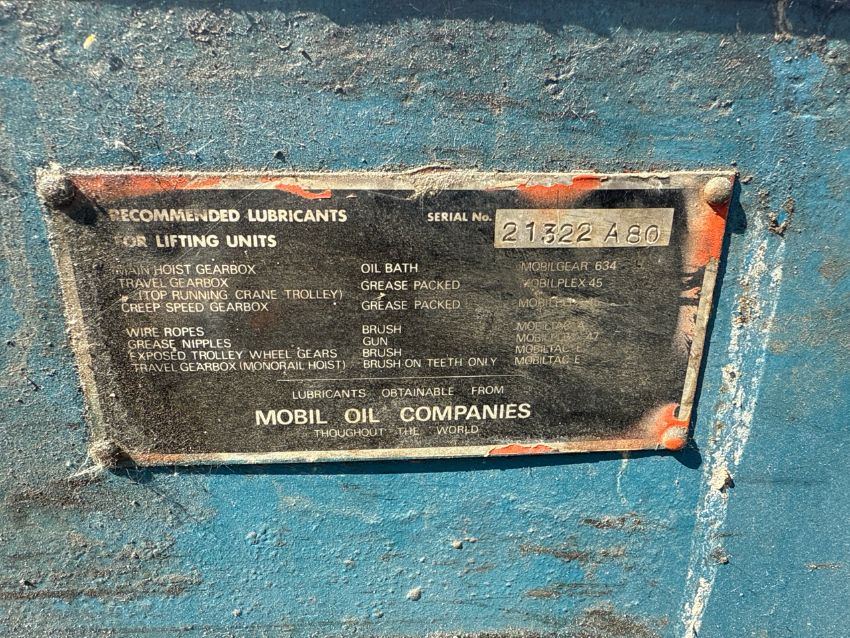 RECOMMENDED LUBRICANTS SERIAL No. 21322 A80
FOR LIFTING UNITS
MAIN HOIST GEARBOX OIL BATH MOBILGEAR 634
TRAVEL GEARBOX GREASE PACKED MOBILPLEX 45
(TOP RUNNING CRANE TROLLEY)
CREEP SPEED GEARBOX GREASE PACKED
WIRE ROPES BRUSH MOBILTAC A
GREASE NIPPLES GUN 47
EXPOSED TROLLEY WHEEL GEARS BRUSH MOBILTAC E
TRAVEL GEARBOX (MONORAIL HOIST) BRUSH ON TEETH ONLY MOBILTAC E
LUBRICANTS OBTAINABLE FROM
MOBIL OIL COMPANIES
THOUGHOUT THE WORLD